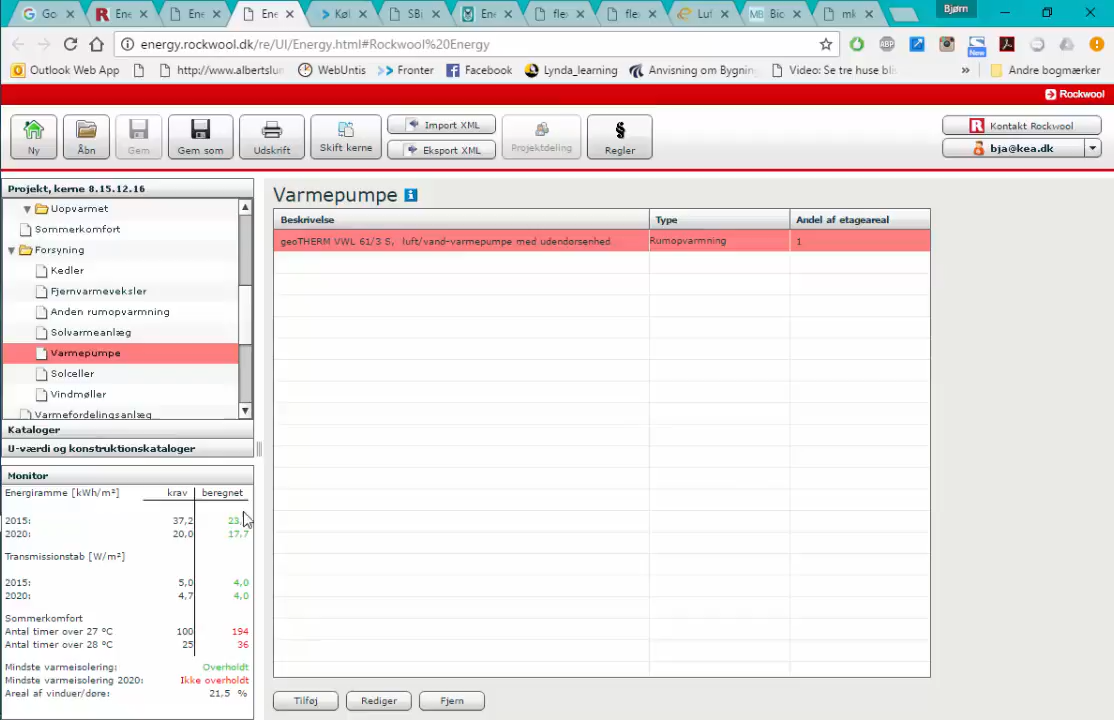 Go
Ene
Ene
Ene
Køl
SBi
Ene
fle
fle
Luf
Bio
mk
Bjørn
energy.rockwool.dk/re/UI/Energy.html#Rockwool%20Energy
ABP
New
Outlook Web App
http://www.albertslun
WebUntis
Fronter
Facebook
Lynda_learning
Anvisning om Bygnin
Video: Se tre huse bli
»
Andre bogmærker
Rockwool
Ny
Åbn
Gem
Gem som
Udskrift
Skift kerne
Import XML
Eksport XML
Projektdeling
§
Regler
Kontakt Rockwool
bja@kea.dk
Projekt, kerne 8.15.12.16
Uopvarmet
Sommerkomfort
Forsyning
Kedler
Fjernvarmeveksler
Anden rumopvarmning
Solvarmeanlæg
Varmepumpe
Solceller
Vindmøller
Varmefordelingsanlæg
Kataloger
U-værdi og konstruktionskataloger
Varmepumpe
Beskrivelse Type Andel af etageareal
geoTHERM VWL 61/3 S, luft/vand-varmepumpe med udendørsenhed Rumopvarmning 1
Monitor
Energiramme [kWh/m²] krav beregnet
2015: 37,2 23,
2020: 20,0 17,7
Transmissionstab [W/m²]
2015: 5,0 4,0
2020: 4,7 4,0
Sommerkomfort
Antal timer over 27 °C 100 194
Antal timer over 28 °C 25 36
Mindste varmeisolering: Overholdt
Mindste varmeisolering 2020: Ikke overholdt
Areal af vinduer/døre: 21,5 %
Tilføj
Rediger
Fjern